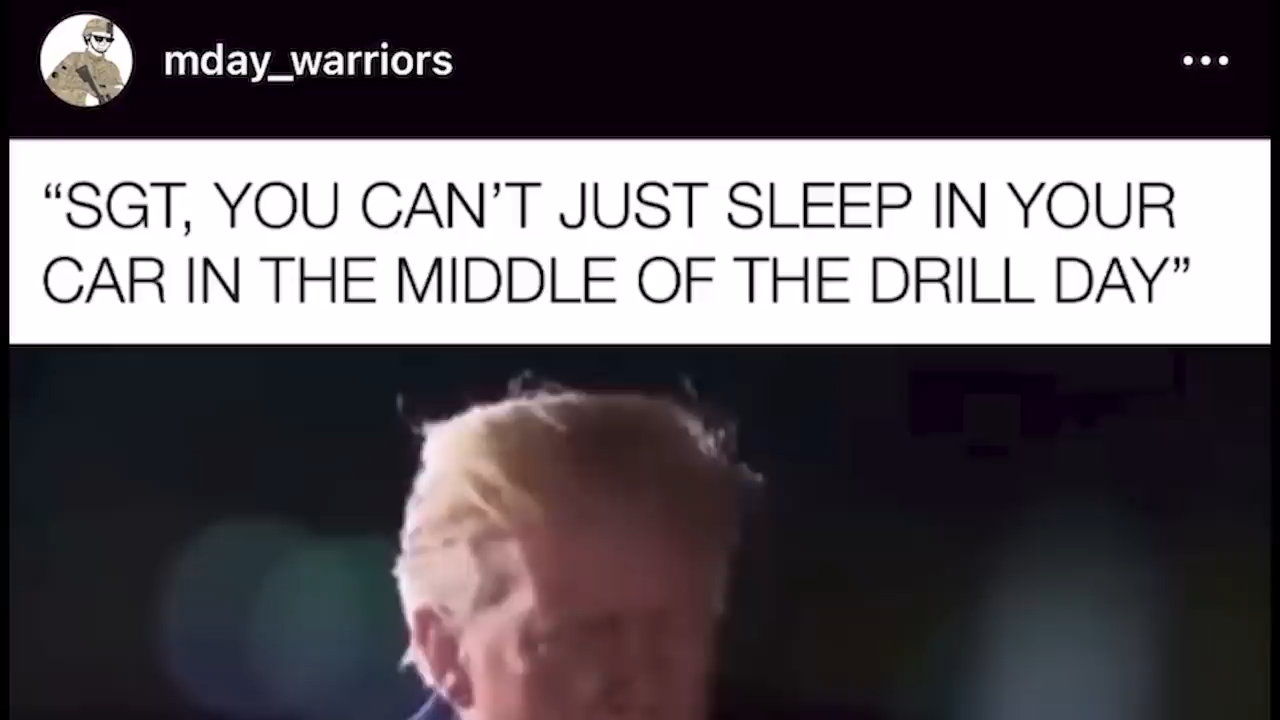 mday_warriors
“SGT, YOU CAN’T JUST SLEEP IN YOUR
CAR IN THE MIDDLE OF THE DRILL DAY”